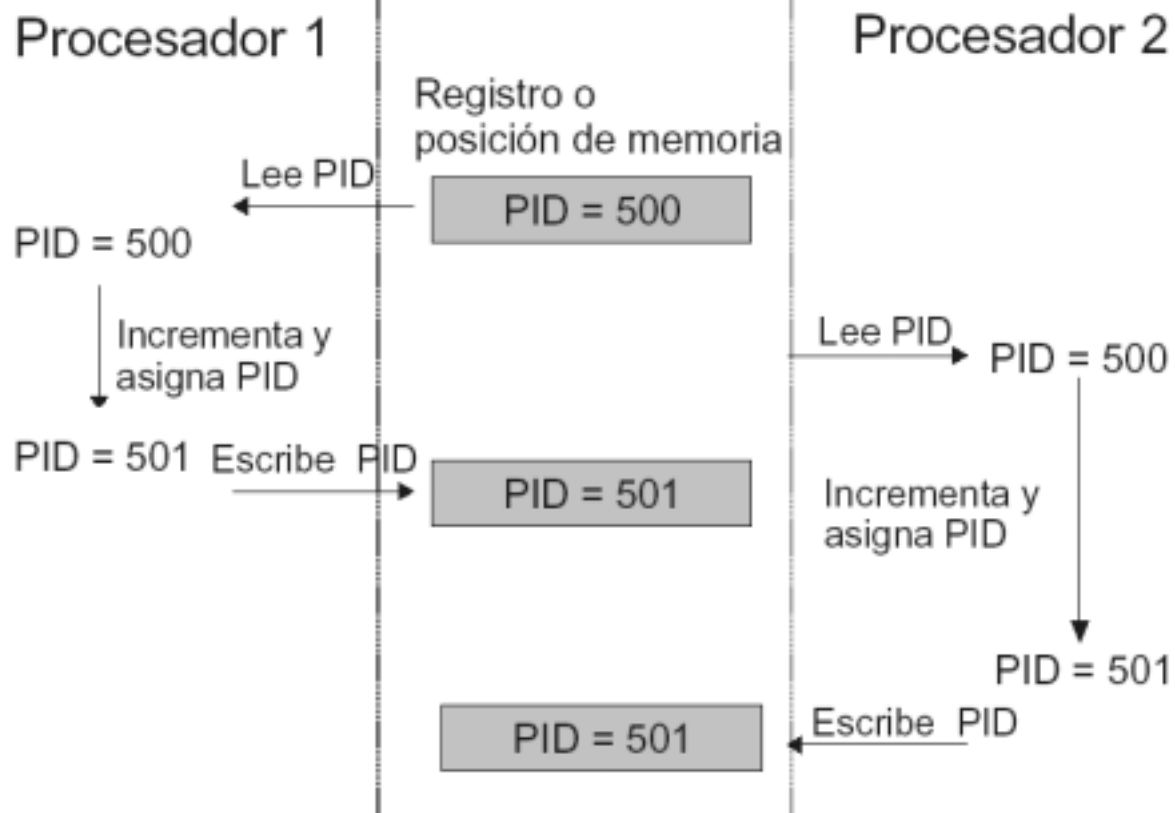 Procesador 1
Procesador 2
Registro o
posición de memoria
Lee PID
PID = 500
PID = 500
Incrementa y
asigna PID
Lee PID
PID = 500
PID = 501
Escribe PID
PID = 501
Incrementa y
asigna PID
PID = 501
Escribe PID
PID = 501